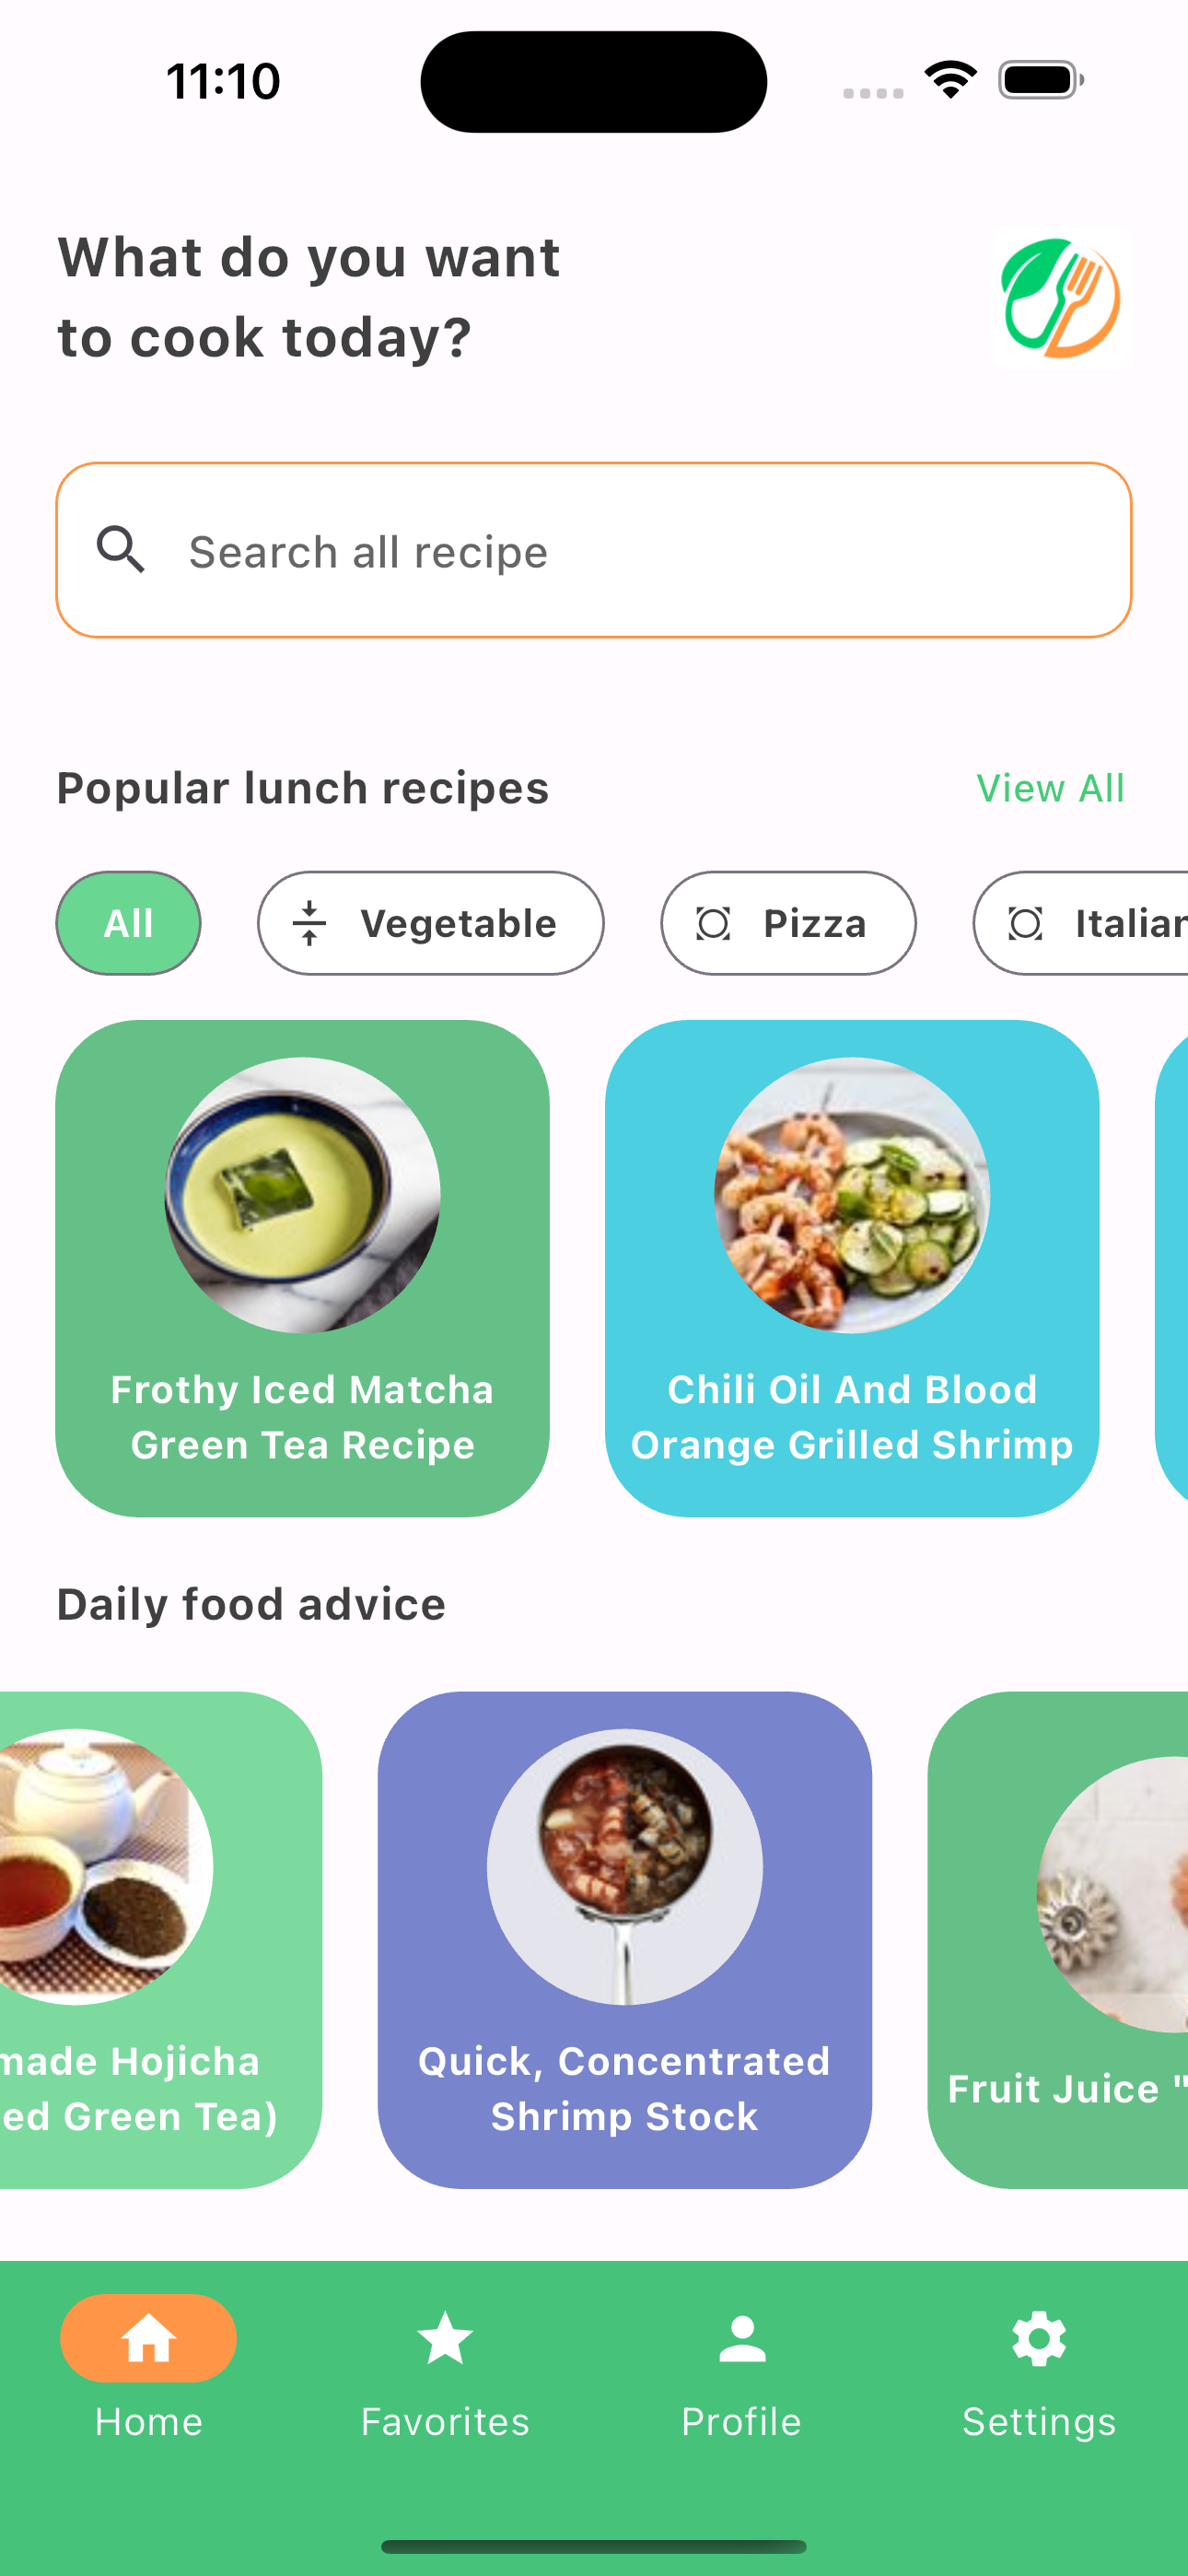 11:10
What do you want
to cook today?
Search all recipe
Popular lunch recipes
View All
All
Vegetable
Pizza
Italian
Frothy Iced Matcha
Green Tea Recipe
Chili Oil And Blood
Orange Grilled Shrimp
Daily food advice
made Hojicha
ed Green Tea)
Quick, Concentrated
Shrimp Stock
Fruit Juice "
Home
Favorites
Profile
Settings